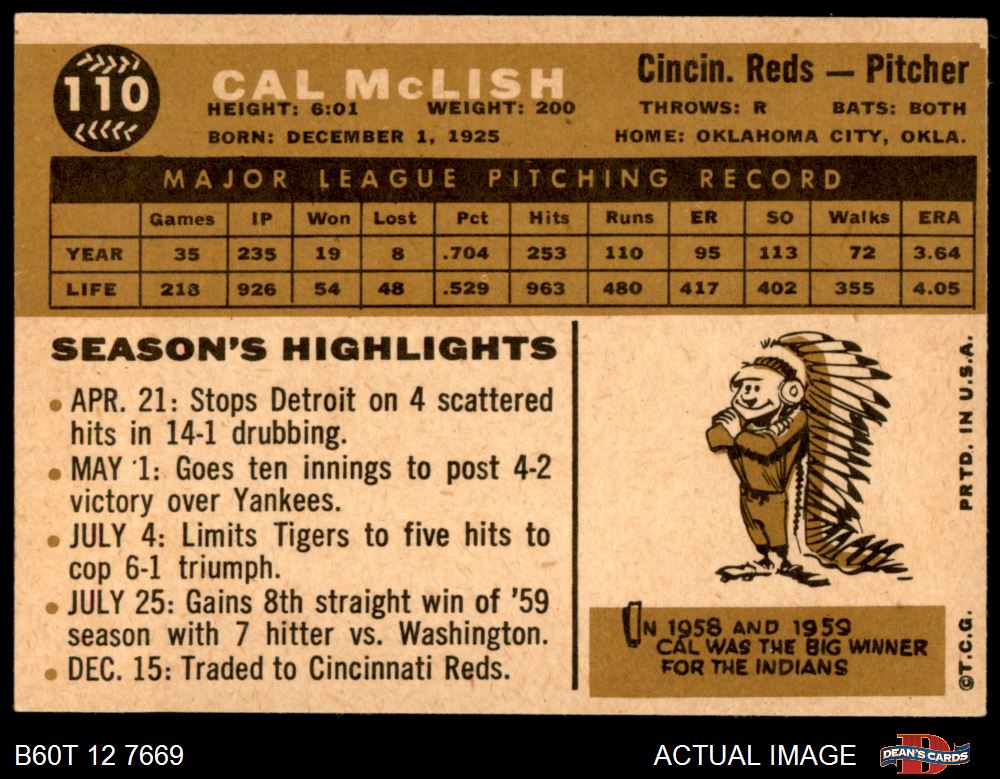 110
CAL McLISH
Cincin. Reds — Pitcher
HEIGHT: 6:01 WEIGHT: 200 THROWS: R BATS: BOTH
BORN: DECEMBER 1, 1925 HOME: OKLAHOMA CITY, OKLA.
MAJOR LEAGUE PITCHING RECORD
Games IP Won Lost Pct Hits Runs ER SO Walks ERA
YEAR 35 235 19 8 .704 253 110 95 113 72 3.64
LIFE 218 926 54 48 .529 963 480 417 402 355 4.05
SEASON'S HIGHLIGHTS
• APR. 21: Stops Detroit on 4 scattered
hits in 14-1 drubbing.
• MAY 1: Goes ten innings to post 4-2
victory over Yankees.
• JULY 4: Limits Tigers to five hits to
cop 6-1 triumph.
• JULY 25: Gains 8th straight win of '59
season with 7 hitter vs. Washington.
• DEC. 15: Traded to Cincinnati Reds.
IN 1958 AND 1959
CAL WAS THE BIG WINNER
FOR THE INDIANS
©T.C.G. PRTD. IN U.S.A.
B60T 12 7669
ACTUAL IMAGE
DEAN'S CARDS